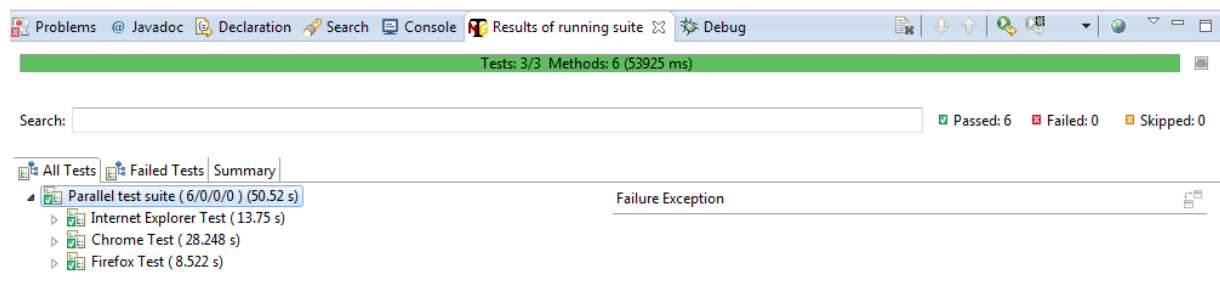 Problems @ Javadoc Declaration Search Console Results of running suite Debug
Tests: 3/3 Methods: 6 (53925 ms)
Search: Passed: 6 Failed: 0 Skipped: 0
All Tests Failed Tests Summary
Parallel test suite ( 6/0/0/0 ) (50.52 s) Failure Exception
Internet Explorer Test ( 13.75 s)
Chrome Test ( 28.248 s)
Firefox Test ( 8.522 s)